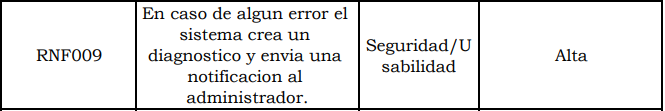 RNF009
En caso de algun error el
sistema crea un
diagnostico y envia una
notificacion al
administrador.
Seguridad/U
sabilidad
Alta